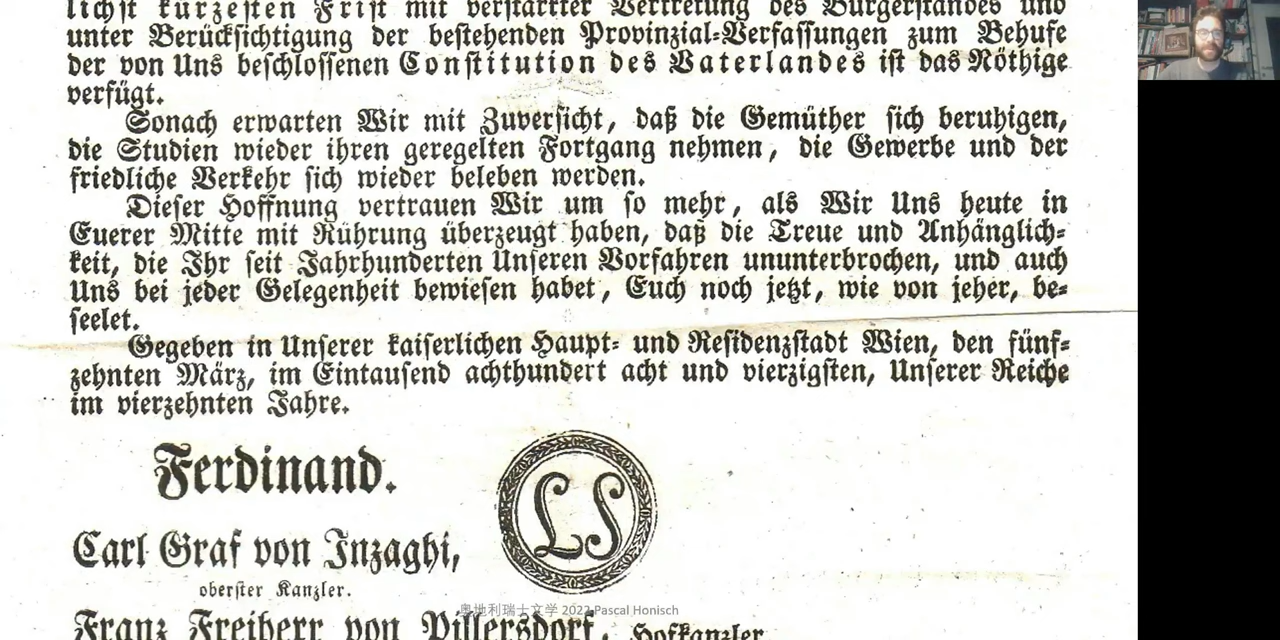 lichst kurzesten Frist mit verstärkter Vertretung des Bürgerstandes und
unter Berücksichtigung der bestehenden Provinzial-Verfassungen zum Behufe
der von Uns beschlossenen Constitution des Vaterlandes ist das Nöthige
verfügt.
Sonach erwarten Wir mit Zuversicht, daß die Gemüther sich beruhigen,
die Studien wieder ihren geregelten Fortgang nehmen, die Gewerbe und der
friedliche Verkehr sich wieder beleben werden.
Dieser Hoffnung vertrauen Wir um so mehr, als Wir Uns heute in
Euerer Mitte mit Rührung überzeugt haben, daß die Treue und Anhänglich-
keit, die Ihr seit Jahrhunderten Unseren Vorfahren ununterbrochen, und auch
Uns bei jeder Gelegenheit bewiesen habet, Euch noch jetzt, wie von jeher, be-
seelet.
Gegeben in Unserer kaiserlichen Haupt- und Residenzstadt Wien, den fünf-
zehnten März, im Eintausend achthundert acht und vierzigsten, Unserer Reiche
im vierzehnten Jahre.
Ferdinand.
LS
Carl Graf von Inzaghi,
oberster Kanzler.
奥地利瑞士文学 2022 Pascal Honisch
Franz Freiherr von Pillersdorf, Hofkanzler